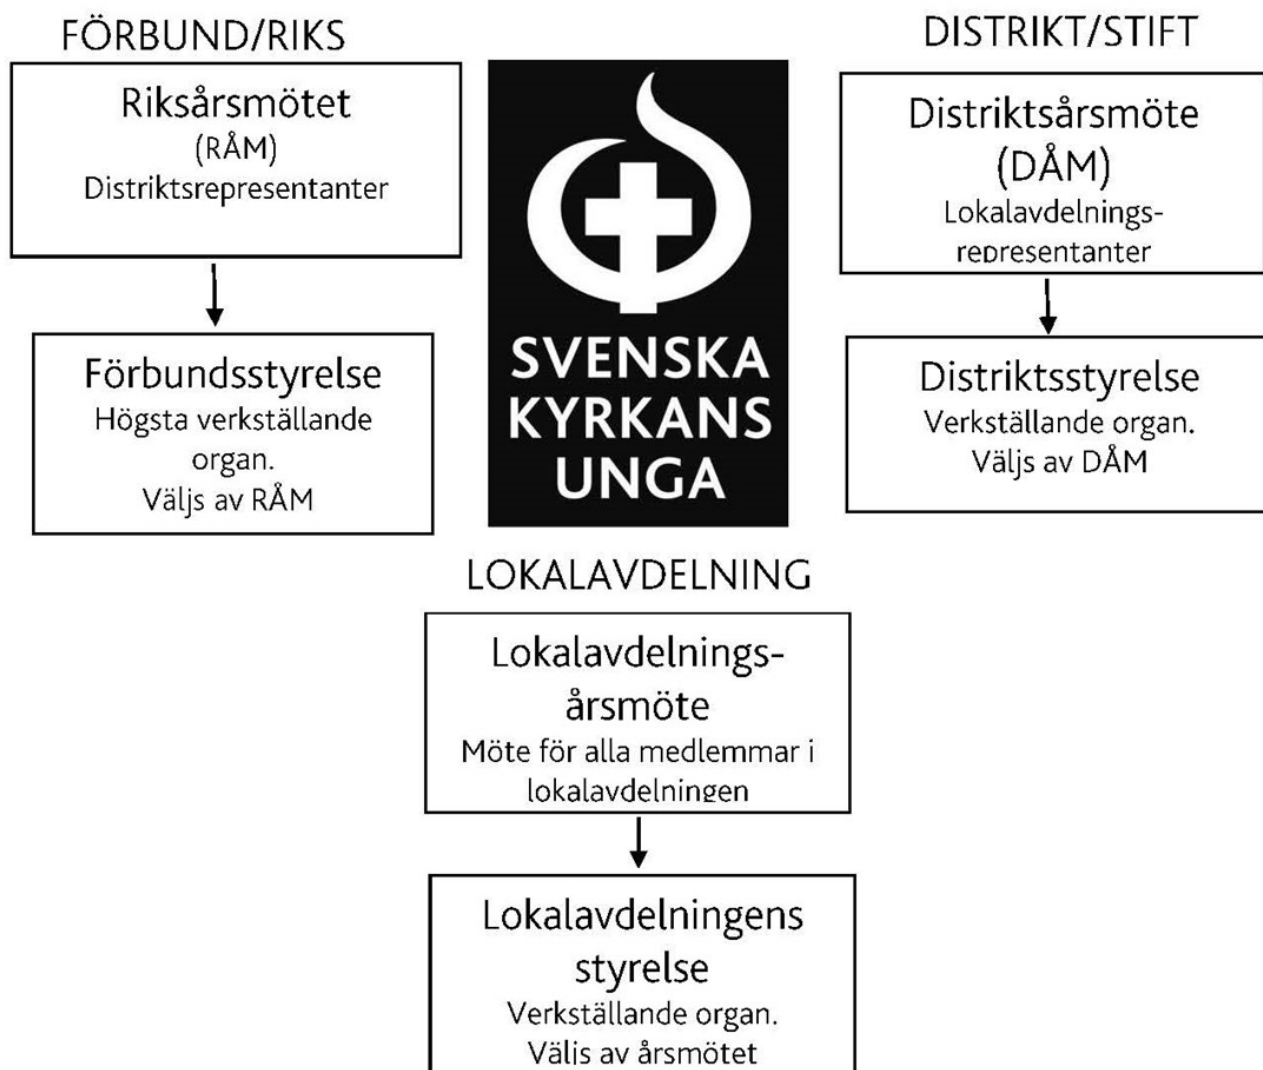 FÖRBUND/RIKS
Riksårsmötet
(RÅM)
Distriktsrepresentanter
Förbundsstyrelse
Högsta verkställande
organ.
Väljs av RÅM
SVENSKA
KYRKANS
UNGA
DISTRIKT/STIFT
Distriktsårsmöte
(DÅM)
Lokalavdelnings-
representanter
Distriktsstyrelse
Verkställande organ.
Väljs av DÅM
LOKALAVDELNING
Lokalavdelnings-
årsmöte
Möte för alla medlemmar i
lokalavdelningen
Lokalavdelningens
styrelse
Verkställande organ.
Väljs av årsmötet